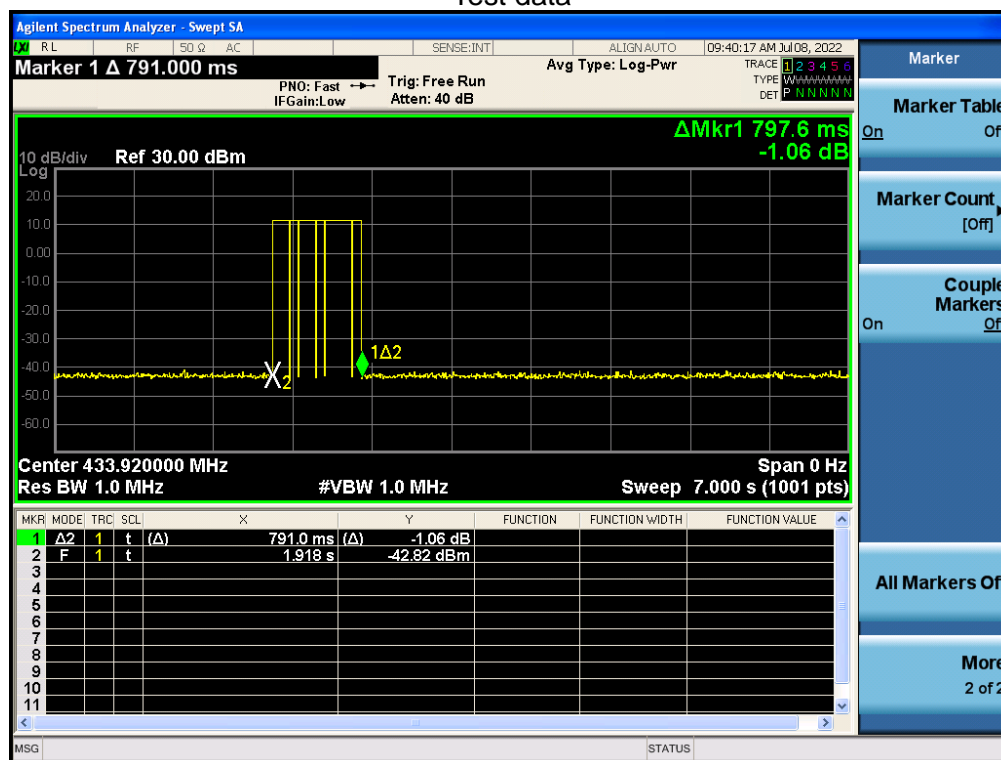 Test data
Agilent Spectrum Analyzer - Swept SA
LXI RL RF 50 Ω AC SENSE:INT ALIGN AUTO 09:40:17 AM Jul 08, 2022
Marker 1 Δ 791.000 ms
PNO: Fast
IFGain:Low
Trig: Free Run
Atten: 40 dB
Avg Type: Log-Pwr
TRACE 1 2 3 4 5 6
TYPE W
DET P N N N N N
ΔMkr1 797.6 ms
-1.06 dB
10 dB/div Ref 30.00 dBm
Log
20.0
10.0
0.00
-10.0
-20.0
-30.0
-40.0
-50.0
-60.0
1Δ2
X2
Center 433.920000 MHz Span 0 Hz
Res BW 1.0 MHz #VBW 1.0 MHz Sweep 7.000 s (1001 pts)
MKR MODE TRC SCL X Y FUNCTION FUNCTION WIDTH FUNCTION VALUE
1 Δ2 1 t (Δ) 791.0 ms (Δ) -1.06 dB
2 F 1 t 1.918 s -42.82 dBm
3
4
5
6
7
8
9
10
11
MSG STATUS
Marker
Marker Table
On Of
Marker Count
[Off]
Couple
Markers
On Of
All Markers Of
More
2 of 2